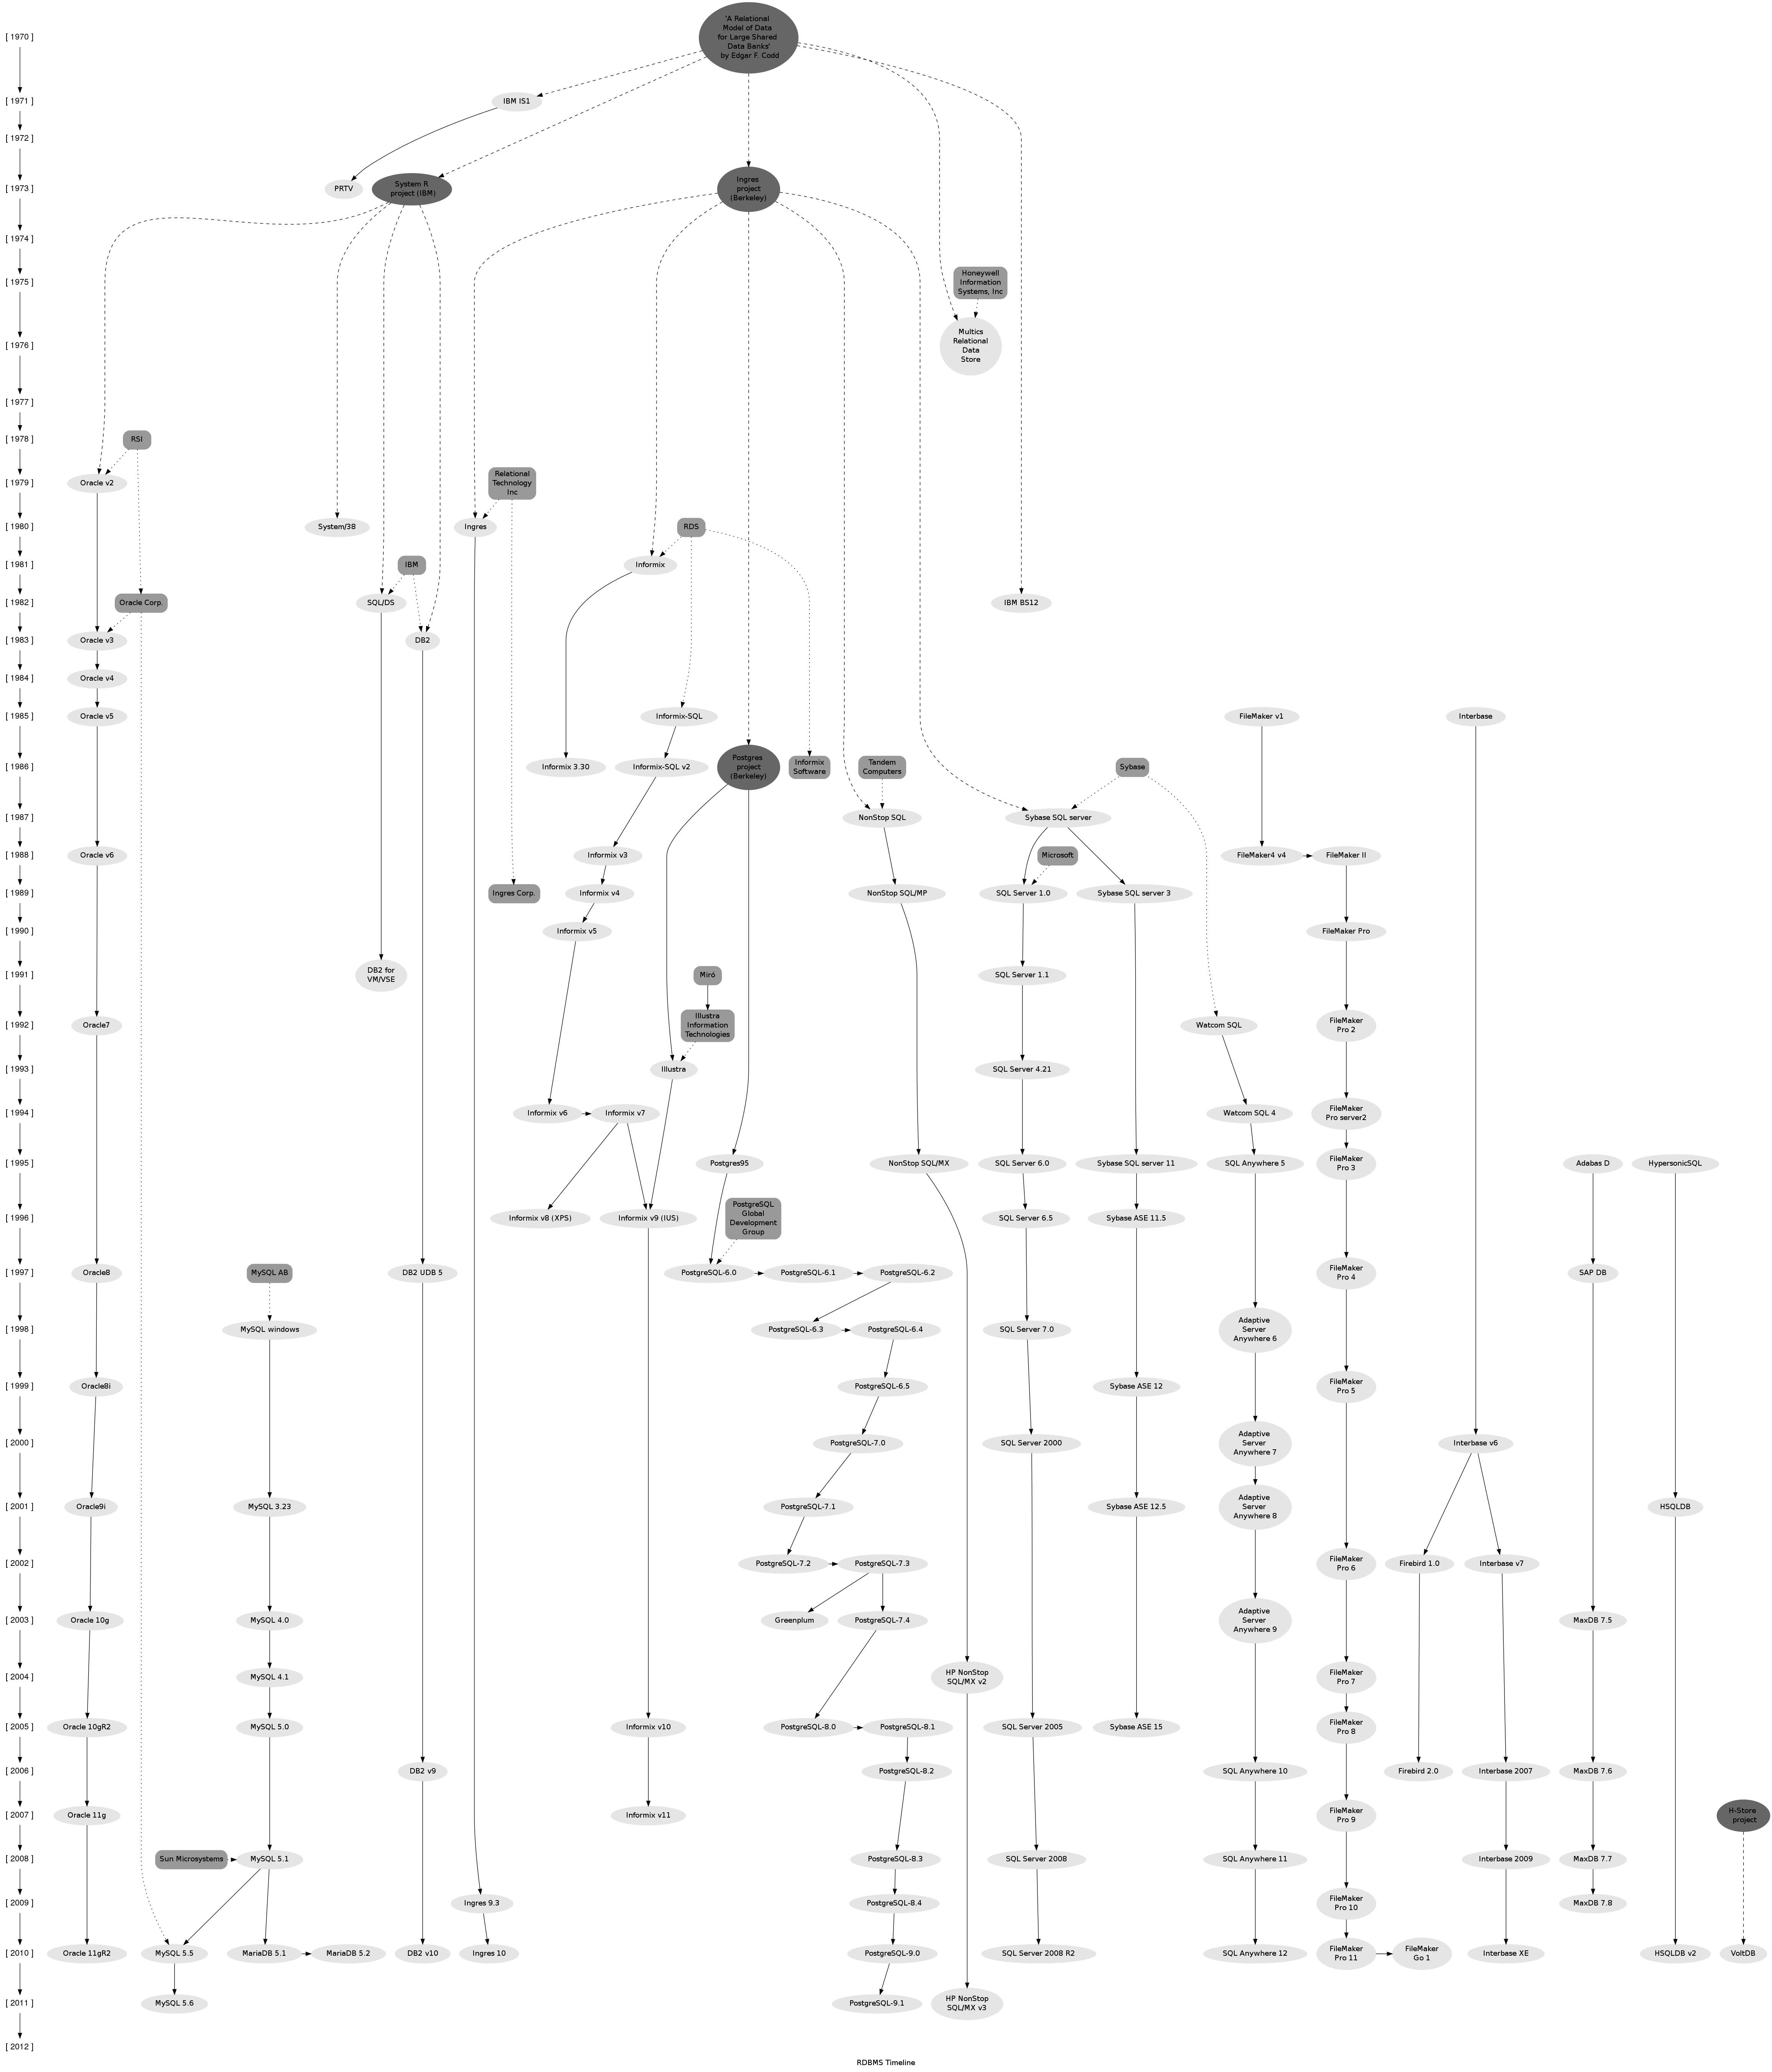 'A Relational
Model of Data
for Large Shared
Data Banks'
by Edgar F. Codd
[ 1970 ]
[ 1971 ]
IBM IS1
[ 1972 ]
[ 1973 ]
PRTV
System R
project (IBM)
Ingres
project
(Berkeley)
[ 1974 ]
[ 1975 ]
Honeywell
Information
Systems, Inc
[ 1976 ]
Multics
Relational
Data
Store
[ 1977 ]
[ 1978 ]
RSI
[ 1979 ]
Oracle v2
Relational
Technology
Inc
[ 1980 ]
System/38
Ingres
RDS
[ 1981 ]
IBM
Informix
[ 1982 ]
Oracle Corp.
SQL/DS
IBM BS12
[ 1983 ]
Oracle v3
DB2
[ 1984 ]
Oracle v4
[ 1985 ]
Oracle v5
Informix-SQL
FileMaker v1
Interbase
[ 1986 ]
Informix 3.30
Informix-SQL v2
Postgres
project
(Berkeley)
Informix
Software
Tandem
Computers
Sybase
[ 1987 ]
NonStop SQL
Sybase SQL server
[ 1988 ]
Oracle v6
Informix v3
Microsoft
FileMaker4 v4
FileMaker II
[ 1989 ]
Ingres Corp.
Informix v4
NonStop SQL/MP
SQL Server 1.0
Sybase SQL server 3
[ 1990 ]
Informix v5
FileMaker Pro
[ 1991 ]
DB2 for
VM/VSE
Miró
SQL Server 1.1
[ 1992 ]
Oracle7
Illustra
Information
Technologies
Watcom SQL
FileMaker
Pro 2
[ 1993 ]
Illustra
SQL Server 4.21
[ 1994 ]
Informix v6
Informix v7
Watcom SQL 4
FileMaker
Pro server2
[ 1995 ]
Postgres95
NonStop SQL/MX
SQL Server 6.0
Sybase SQL server 11
SQL Anywhere 5
FileMaker
Pro 3
Adabas D
HypersonicSQL
[ 1996 ]
Informix v8 (XPS)
Informix v9 (IUS)
PostgreSQL
Global
Development
Group
SQL Server 6.5
Sybase ASE 11.5
[ 1997 ]
Oracle8
MySQL AB
DB2 UDB 5
PostgreSQL-6.0
PostgreSQL-6.1
PostgreSQL-6.2
FileMaker
Pro 4
SAP DB
[ 1998 ]
MySQL windows
PostgreSQL-6.3
PostgreSQL-6.4
SQL Server 7.0
Adaptive
Server
Anywhere 6
[ 1999 ]
Oracle8i
PostgreSQL-6.5
Sybase ASE 12
FileMaker
Pro 5
[ 2000 ]
PostgreSQL-7.0
SQL Server 2000
Adaptive
Server
Anywhere 7
Interbase v6
[ 2001 ]
Oracle9i
MySQL 3.23
PostgreSQL-7.1
Sybase ASE 12.5
Adaptive
Server
Anywhere 8
HSQLDB
[ 2002 ]
PostgreSQL-7.2
PostgreSQL-7.3
FileMaker
Pro 6
Firebird 1.0
Interbase v7
[ 2003 ]
Oracle 10g
MySQL 4.0
Greenplum
PostgreSQL-7.4
Adaptive
Server
Anywhere 9
MaxDB 7.5
[ 2004 ]
MySQL 4.1
HP NonStop
SQL/MX v2
FileMaker
Pro 7
[ 2005 ]
Oracle 10gR2
MySQL 5.0
Informix v10
PostgreSQL-8.0
PostgreSQL-8.1
SQL Server 2005
Sybase ASE 15
FileMaker
Pro 8
[ 2006 ]
DB2 v9
PostgreSQL-8.2
SQL Anywhere 10
Firebird 2.0
Interbase 2007
MaxDB 7.6
[ 2007 ]
Oracle 11g
Informix v11
FileMaker
Pro 9
H-Store
project
[ 2008 ]
Sun Microsystems
MySQL 5.1
PostgreSQL-8.3
SQL Server 2008
SQL Anywhere 11
Interbase 2009
MaxDB 7.7
[ 2009 ]
Ingres 9.3
PostgreSQL-8.4
FileMaker
Pro 10
MaxDB 7.8
[ 2010 ]
Oracle 11gR2
MySQL 5.5
MariaDB 5.1
MariaDB 5.2
DB2 v10
Ingres 10
PostgreSQL-9.0
SQL Server 2008 R2
SQL Anywhere 12
FileMaker
Pro 11
FileMaker
Go 1
Interbase XE
HSQLDB v2
VoltDB
[ 2011 ]
MySQL 5.6
PostgreSQL-9.1
HP NonStop
SQL/MX v3
[ 2012 ]
RDBMS Timeline